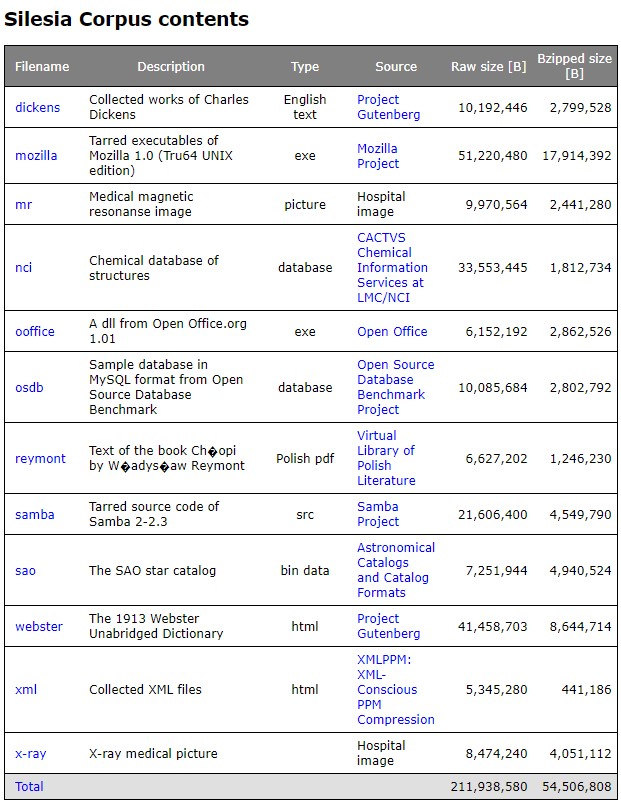 Silesia Corpus contents
Filename Description Type Source Raw size [B] Bzipped size [B]
dickens Collected works of Charles Dickens English text Project Gutenberg 10,192,446 2,799,528
mozilla Tarred executables of Mozilla 1.0 (Tru64 UNIX edition) exe Mozilla Project 51,220,480 17,914,392
mr Medical magnetic resonanse image picture Hospital image 9,970,564 2,441,280
nci Chemical database of structures database CACTVS Chemical Information Services at LMC/NCI 33,553,445 1,812,734
ooffice A dll from Open Office.org 1.01 exe Open Office 6,152,192 2,862,526
osdb Sample database in MySQL format from Open Source Database Benchmark database Open Source Database Benchmark Project 10,085,684 2,802,792
reymont Text of the book Ch�opi by W�adys�aw Reymont Polish pdf Virtual Library of Polish Literature 6,627,202 1,246,230
samba Tarred source code of Samba 2-2.3 src Samba Project 21,606,400 4,549,790
sao The SAO star catalog bin data Astronomical Catalogs and Catalog Formats 7,251,944 4,940,524
webster The 1913 Webster Unabridged Dictionary html Project Gutenberg 41,458,703 8,644,714
xml Collected XML files html XMLPPM: XML-Conscious PPM Compression 5,345,280 441,186
x-ray X-ray medical picture Hospital image 8,474,240 4,051,112
Total 211,938,580 54,506,808